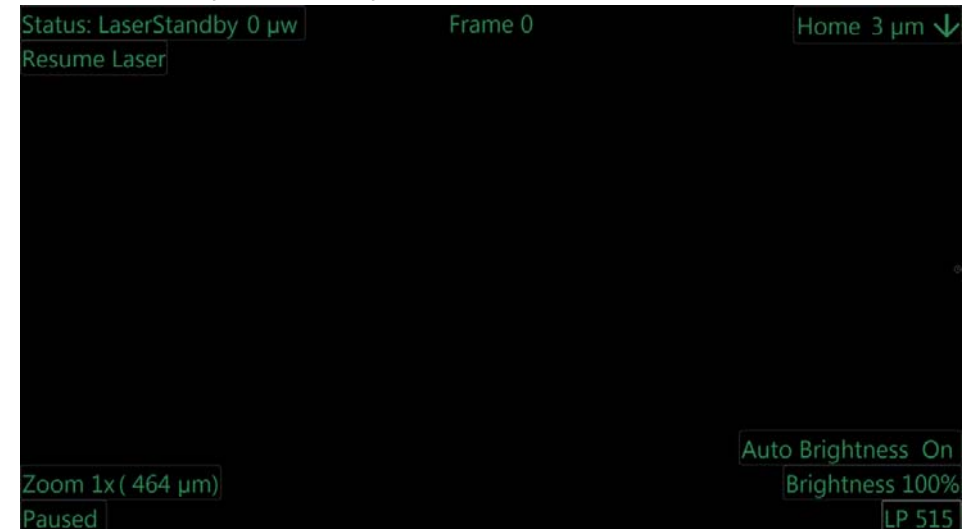 Status: LaserStandby 0 µw
Frame 0
Home 3 µm ↓
Resume Laser
Auto Brightness On
Zoom 1x ( 464 µm)
Brightness 100%
Paused
LP 515